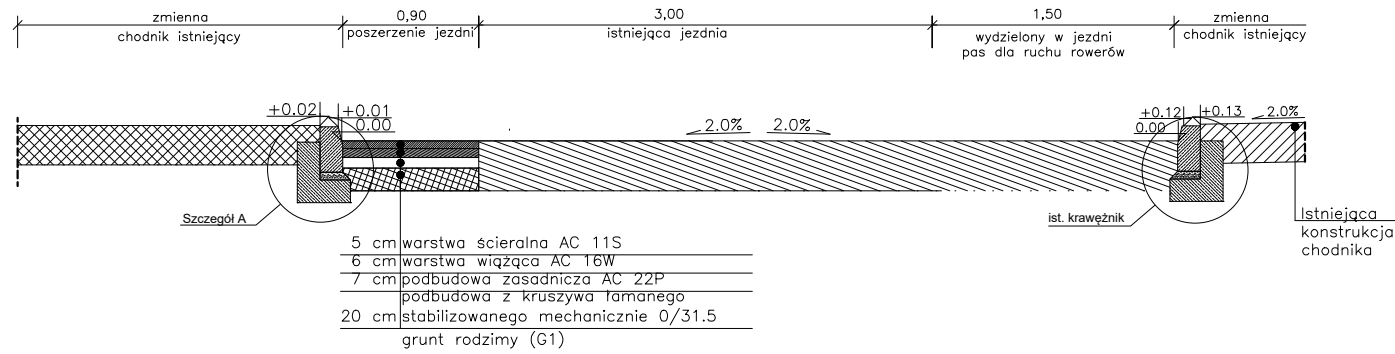 zmienna
chodnik istniejący
0,90
poszerzenie jezdni
3,00
istniejąca jezdnia
1,50
wydzielony w jezdni
pas dla ruchu rowerów
zmienna
chodnik istniejący
+0.02
+0.01
0.00
2.0%
2.0%
+0.12
0.00
+0.13
2.0%
Szczegół A
ist. krawężnik
Istniejąca
konstrukcja
chodnika
5 cm warstwa ścieralna AC 11S
6 cm warstwa wiążąca AC 16W
7 cm podbudowa zasadnicza AC 22P
podbudowa z kruszywa łamanego
20 cm stabilizowanego mechanicznie 0/31.5
grunt rodzimy (G1)